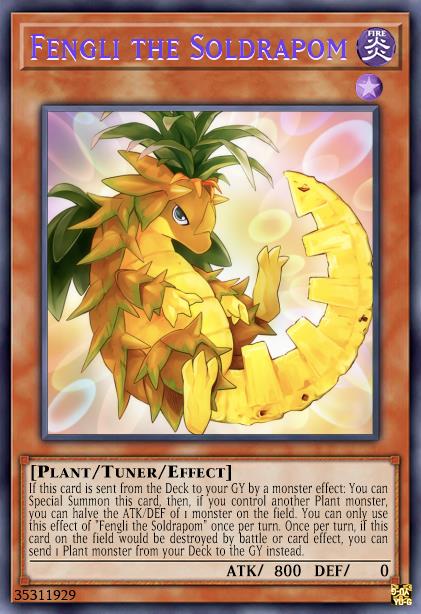 FENGLI THE SOLDRAPOM
FIRE
炎
[PLANT/TUNER/EFFECT]
If this card is sent from the Deck to your GY by a monster effect: You can
Special Summon this card, then, if you control another Plant monster,
you can halve the ATK/DEF of 1 monster on the field. You can only use
this effect of "Fengli the Soldrapom" once per turn. Once per turn, if this
card on the field would be destroyed by battle or card effect, you can
send 1 Plant monster from your Deck to the GY instead.
ATK/ 800 DEF/ 0
35311929